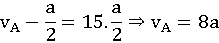 v_A − a/2 = 15.a/2 ⇒ v_A = 8a